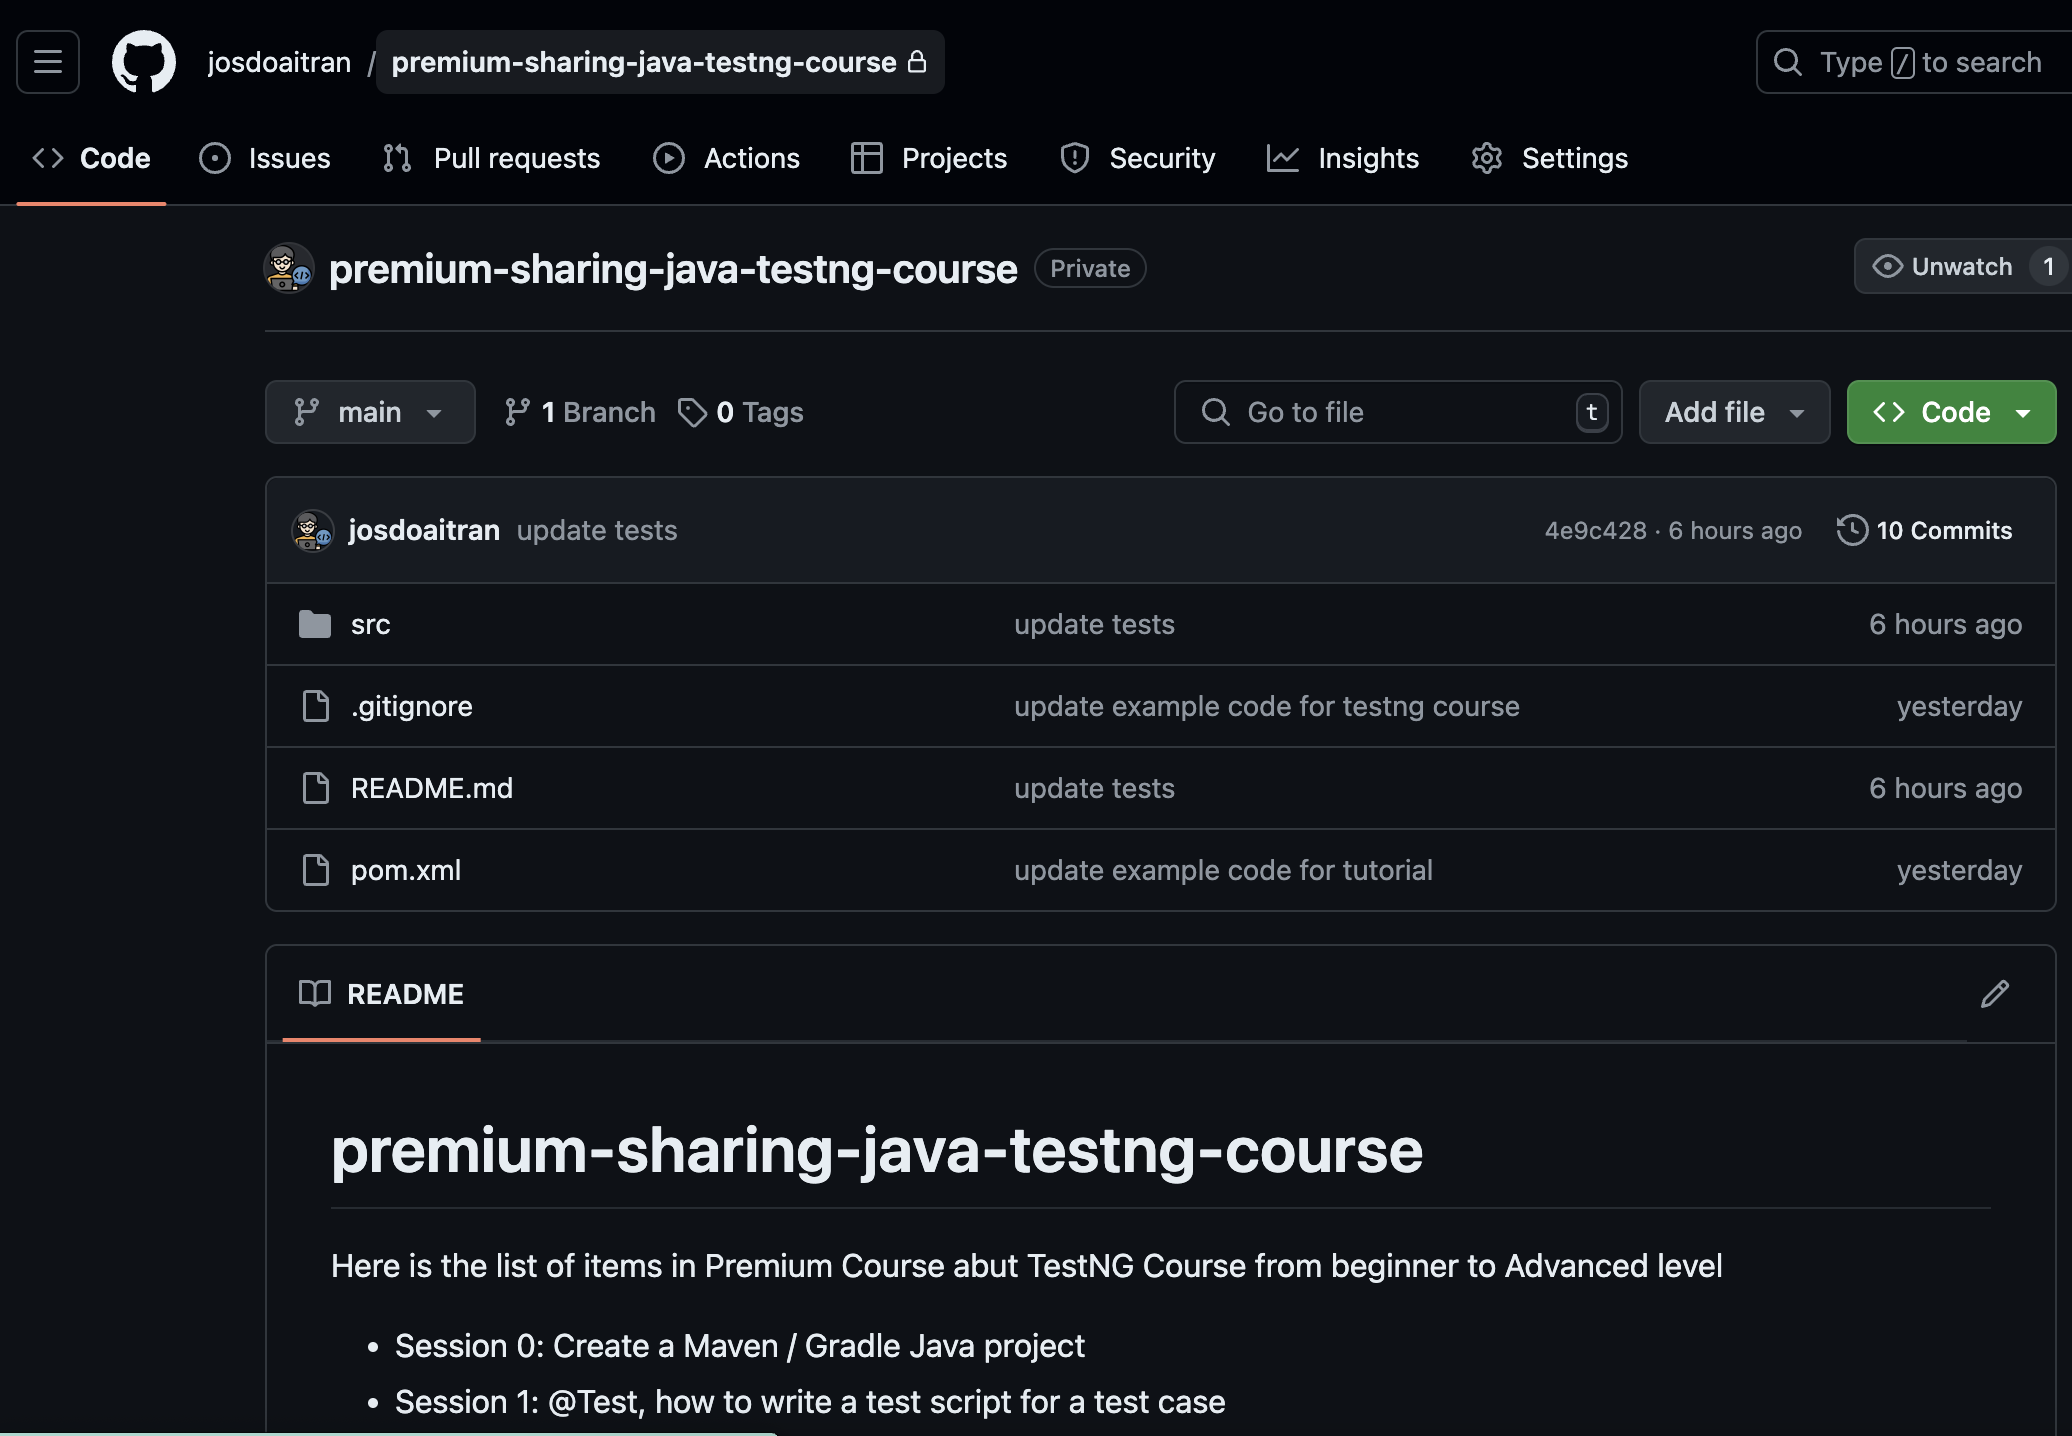 josdoaitran / premium-sharing-java-testng-course
Type / to search
Code Issues Pull requests Actions Projects Security Insights Settings
premium-sharing-java-testng-course Private
Unwatch 1
main 1 Branch 0 Tags
Go to file t
Add file
Code
josdoaitran update tests 4e9c428 · 6 hours ago 10 Commits
src update tests 6 hours ago
.gitignore update example code for testng course yesterday
README.md update tests 6 hours ago
pom.xml update example code for tutorial yesterday
README
premium-sharing-java-testng-course
Here is the list of items in Premium Course abut TestNG Course from beginner to Advanced level
• Session 0: Create a Maven / Gradle Java project
• Session 1: @Test, how to write a test script for a test case